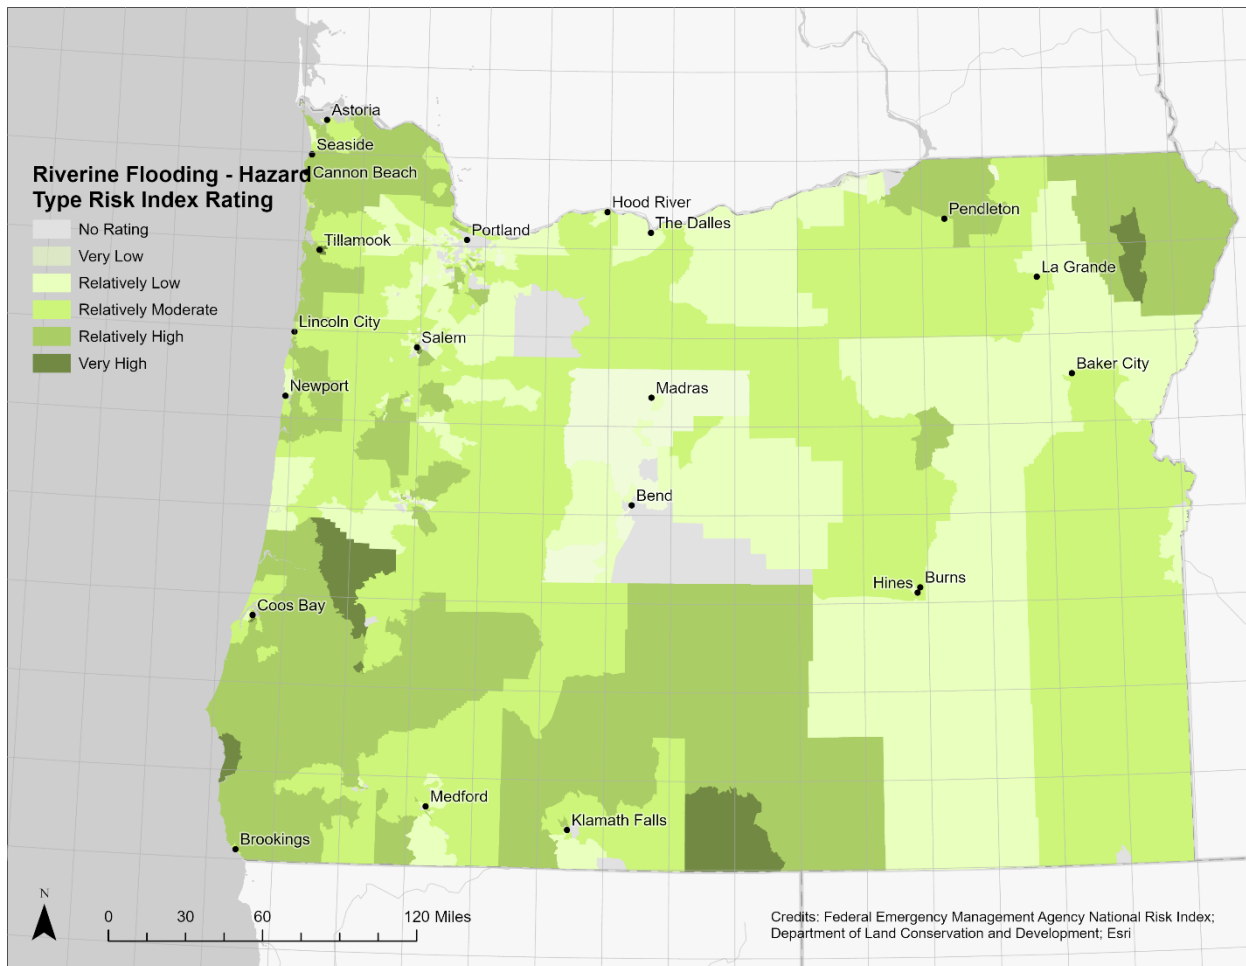 Astoria
Seaside
Cannon Beach
Riverine Flooding - Hazard
Type Risk Index Rating
No Rating
Very Low
Relatively Low
Relatively Moderate
Relatively High
Very High
Hood River
The Dalles
Portland
Pendleton
Tillamook
La Grande
Lincoln City
Salem
Baker City
Newport
Madras
Bend
Hines
Burns
Coos Bay
Medford
Klamath Falls
Brookings
N
0 30 60 120 Miles
Credits: Federal Emergency Management Agency National Risk Index;
Department of Land Conservation and Development; Esri